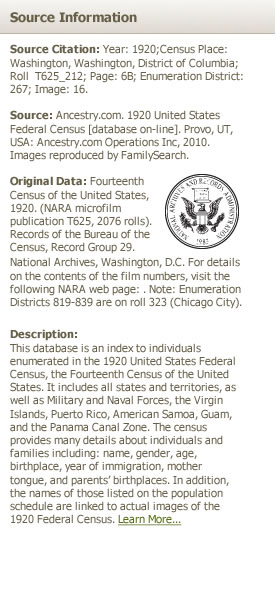 Source Information
Source Citation: Year: 1920;Census Place:
Washington, Washington, District of Columbia;
Roll  T625_212; Page: 6B; Enumeration District:
267; Image: 16.
Source: Ancestry.com. 1920 United States
Federal Census [database on-line]. Provo, UT,
USA: Ancestry.com Operations Inc, 2010.
Images reproduced by FamilySearch.
Original Data: Fourteenth
Census of the United States,
1920. (NARA microfilm
publication T625, 2076 rolls).
Records of the Bureau of the
Census, Record Group 29.
National Archives, Washington, D.C. For details
on the contents of the film numbers, visit the
following NARA web page: . Note: Enumeration
Districts 819-839 are on roll 323 (Chicago City).
NATIONAL ARCHIVES AND RECORDS ADMINISTRATION
1985
Description:
This database is an index to individuals
enumerated in the 1920 United States Federal
Census, the Fourteenth Census of the United
States. It includes all states and territories, as
well as Military and Naval Forces, the Virgin
Islands, Puerto Rico, American Samoa, Guam,
and the Panama Canal Zone. The census
provides many details about individuals and
families including: name, gender, age,
birthplace, year of immigration, mother
tongue, and parents’ birthplaces. In addition,
the names of those listed on the population
schedule are linked to actual images of the
1920 Federal Census. Learn More...